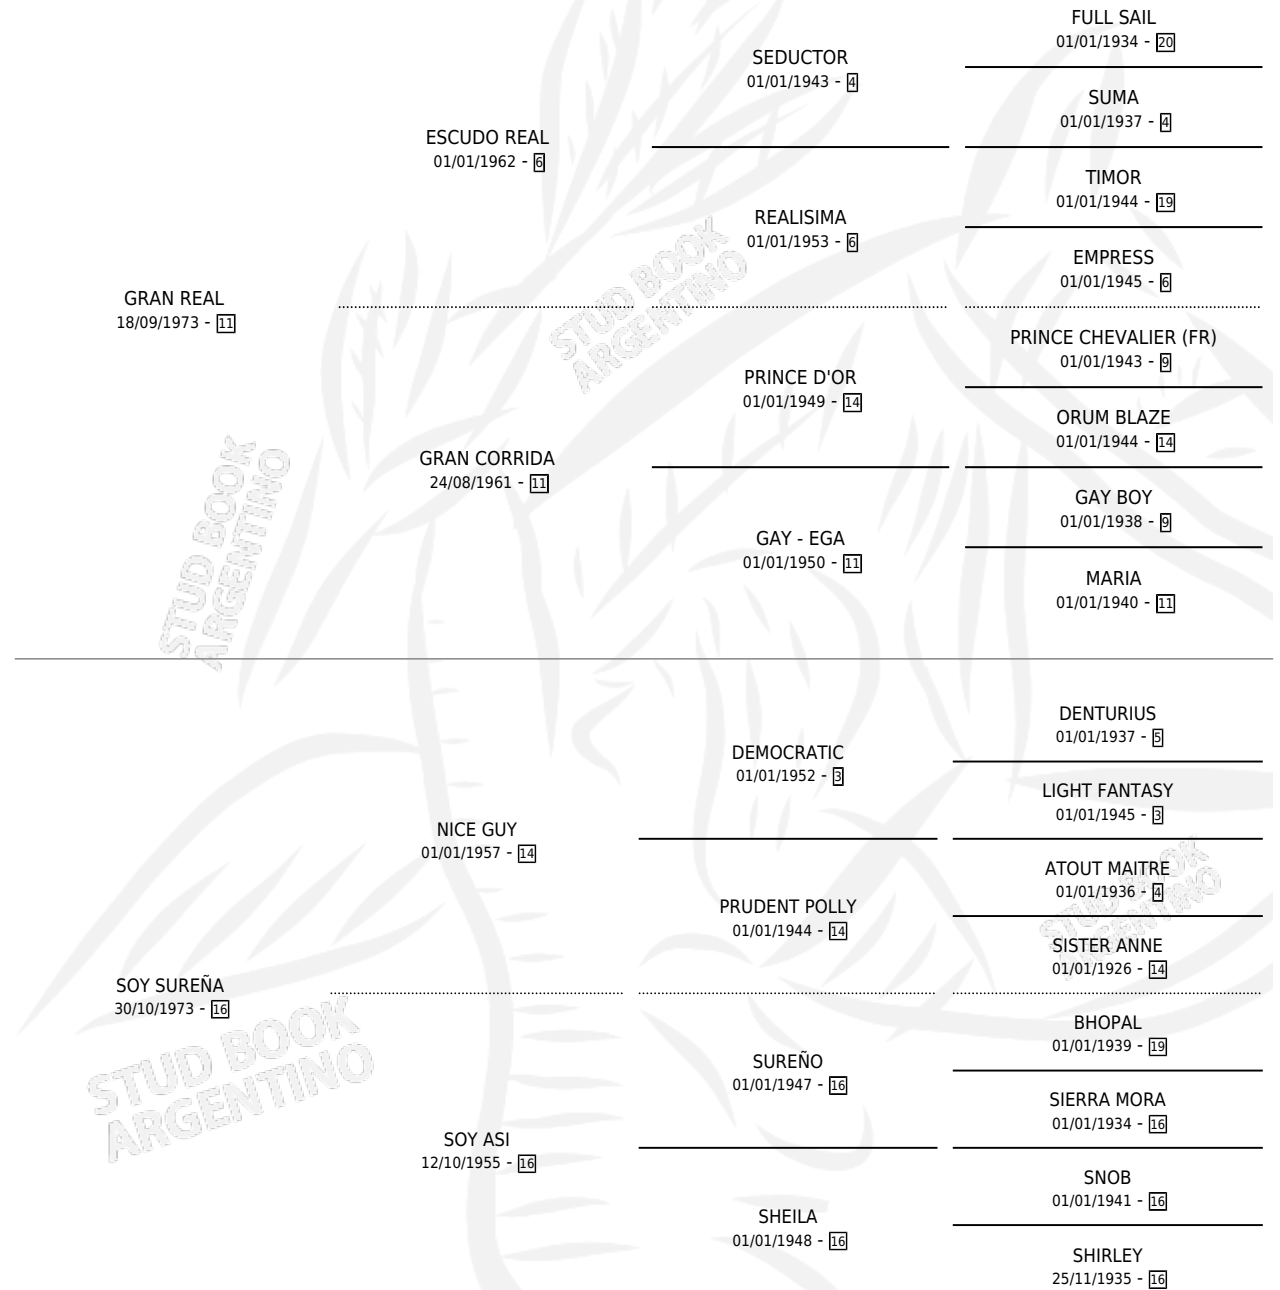 FULL SAIL
01/01/1934 - 20
SEDUCTOR
01/01/1943 - 4
SUMA
01/01/1937 - 4
ESCUDO REAL
01/01/1962 - 6
TIMOR
01/01/1944 - 19
REALISIMA
01/01/1953 - 6
EMPRESS
01/01/1945 - 6
GRAN REAL
18/09/1973 - 11
PRINCE CHEVALIER (FR)
01/01/1943 - 9
PRINCE D'OR
01/01/1949 - 14
ORUM BLAZE
01/01/1944 - 14
GRAN CORRIDA
24/08/1961 - 11
GAY BOY
01/01/1938 - 9
GAY - EGA
01/01/1950 - 11
MARIA
01/01/1940 - 11
STUD BOOK
ARGENTINO
STUD BOOK
ARGENTINO
DENTURIUS
01/01/1937 - 5
DEMOCRATIC
01/01/1952 - 3
LIGHT FANTASY
01/01/1945 - 3
NICE GUY
01/01/1957 - 14
ATOUT MAITRE
01/01/1936 - 4
PRUDENT POLLY
01/01/1944 - 14
SISTER ANNE
01/01/1926 - 14
SOY SUREÑA
30/10/1973 - 16
BHOPAL
01/01/1939 - 19
SUREÑO
01/01/1947 - 16
SIERRA MORA
01/01/1934 - 16
SOY ASI
12/10/1955 - 16
SNOB
01/01/1941 - 16
SHEILA
01/01/1948 - 16
SHIRLEY
25/11/1935 - 16
STUD BOOK
ARGENTINO
STUD BOOK
ARGENTINO